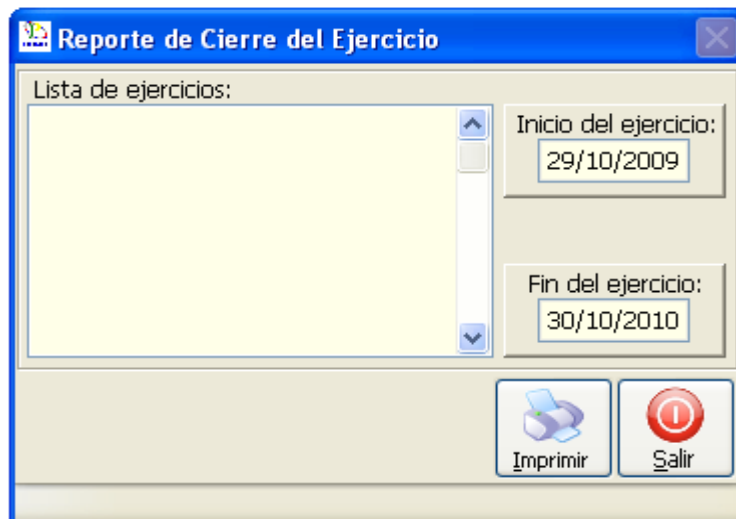 Reporte de Cierre del Ejercicio
Lista de ejercicios:
Inicio del ejercicio:
29/10/2009
Fin del ejercicio:
30/10/2010
Imprimir
Salir